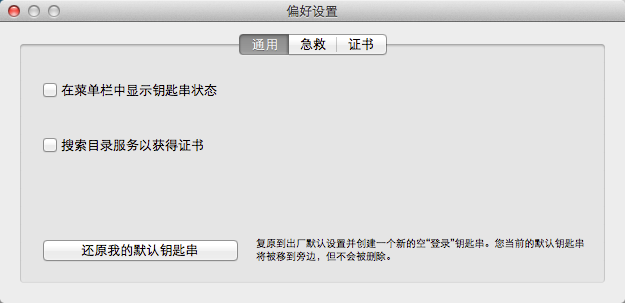 偏好设置
通用 急救 证书
在菜单栏中显示钥匙串状态
搜索目录服务以获得证书
还原我的默认钥匙串
复原到出厂默认设置并创建一个新的空“登录”钥匙串。您当前的默认钥匙串
将被移到旁边，但不会被删除。